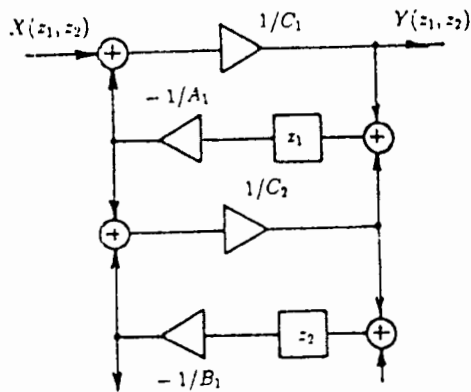 X(z₁, z₂)
1/C₁
Y(z₁, z₂)
+
− 1/A₁
z₁
+
1/C₂
+
z₂
+
− 1/B₁